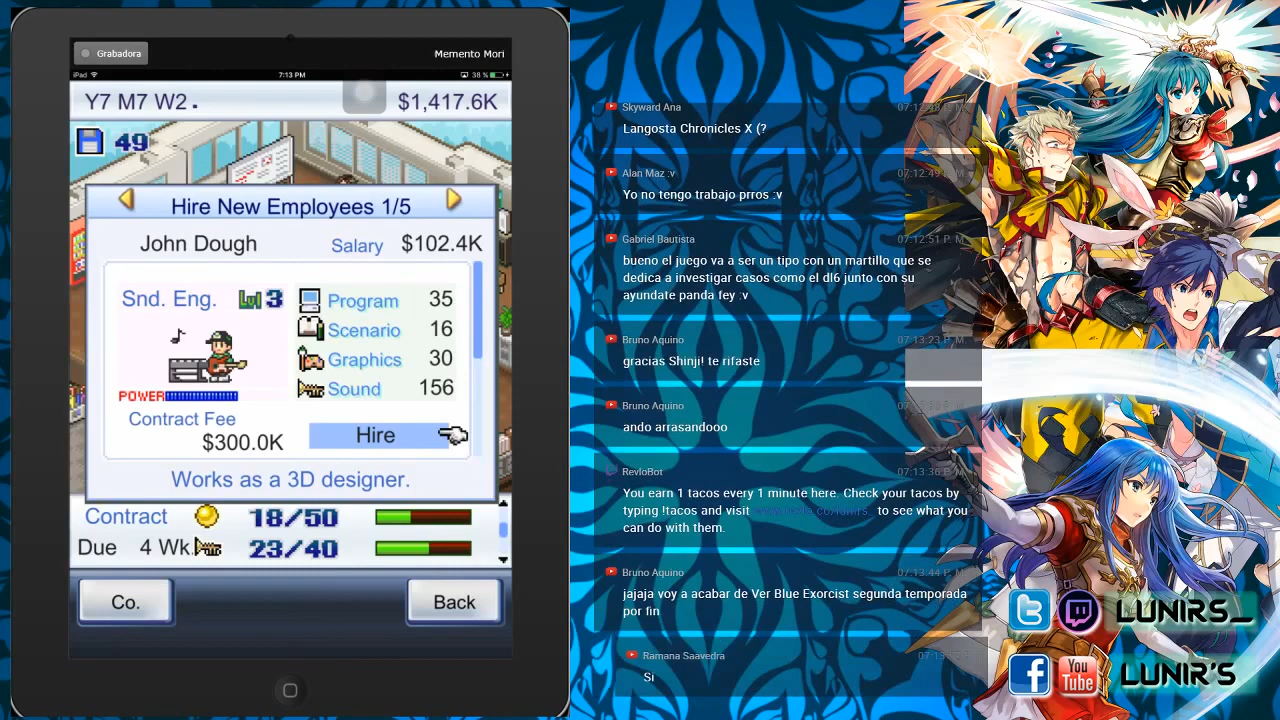 Grabadora
Memento Mori
iPad
7:13 PM
38 %
Y7 M7 W2.
$1,417.6K
49
Hire New Employees 1/5
John Dough
Salary $102.4K
Snd. Eng. Lvl 3
Program 35
Scenario 16
Graphics 30
Sound 156
POWER
Contract Fee
$300.0K
Hire
Works as a 3D designer.
Contract 18/50
Due 4 Wk. 23/40
Co.
Back
Skyward Ana
Langosta Chronicles X (?
Alan Maz :v 07:12:49
Yo no tengo trabajo prros :v
Gabriel Bautista 07:12:51 P. M.
bueno el juego va a ser un tipo con un martillo que se
dedica a investigar casos como el dl6 junto con su
ayundate panda fey :v
Bruno Aquino 07:13:23 P. M.
gracias Shinji! te rifaste
Bruno Aquino
ando arrasandooo
RevloBot 07:13:36 P. M.
You earn 1 tacos every 1 minute here. Check your tacos by
typing !tacos and visit
to see what you
can do with them.
Bruno Aquino 07:13:44 P. M.
jajaja voy a acabar de Ver Blue Exorcist segunda temporada
por fin
Ramana Saavedra
Si
LUNIRS_
You
Tube
LUNIR'S